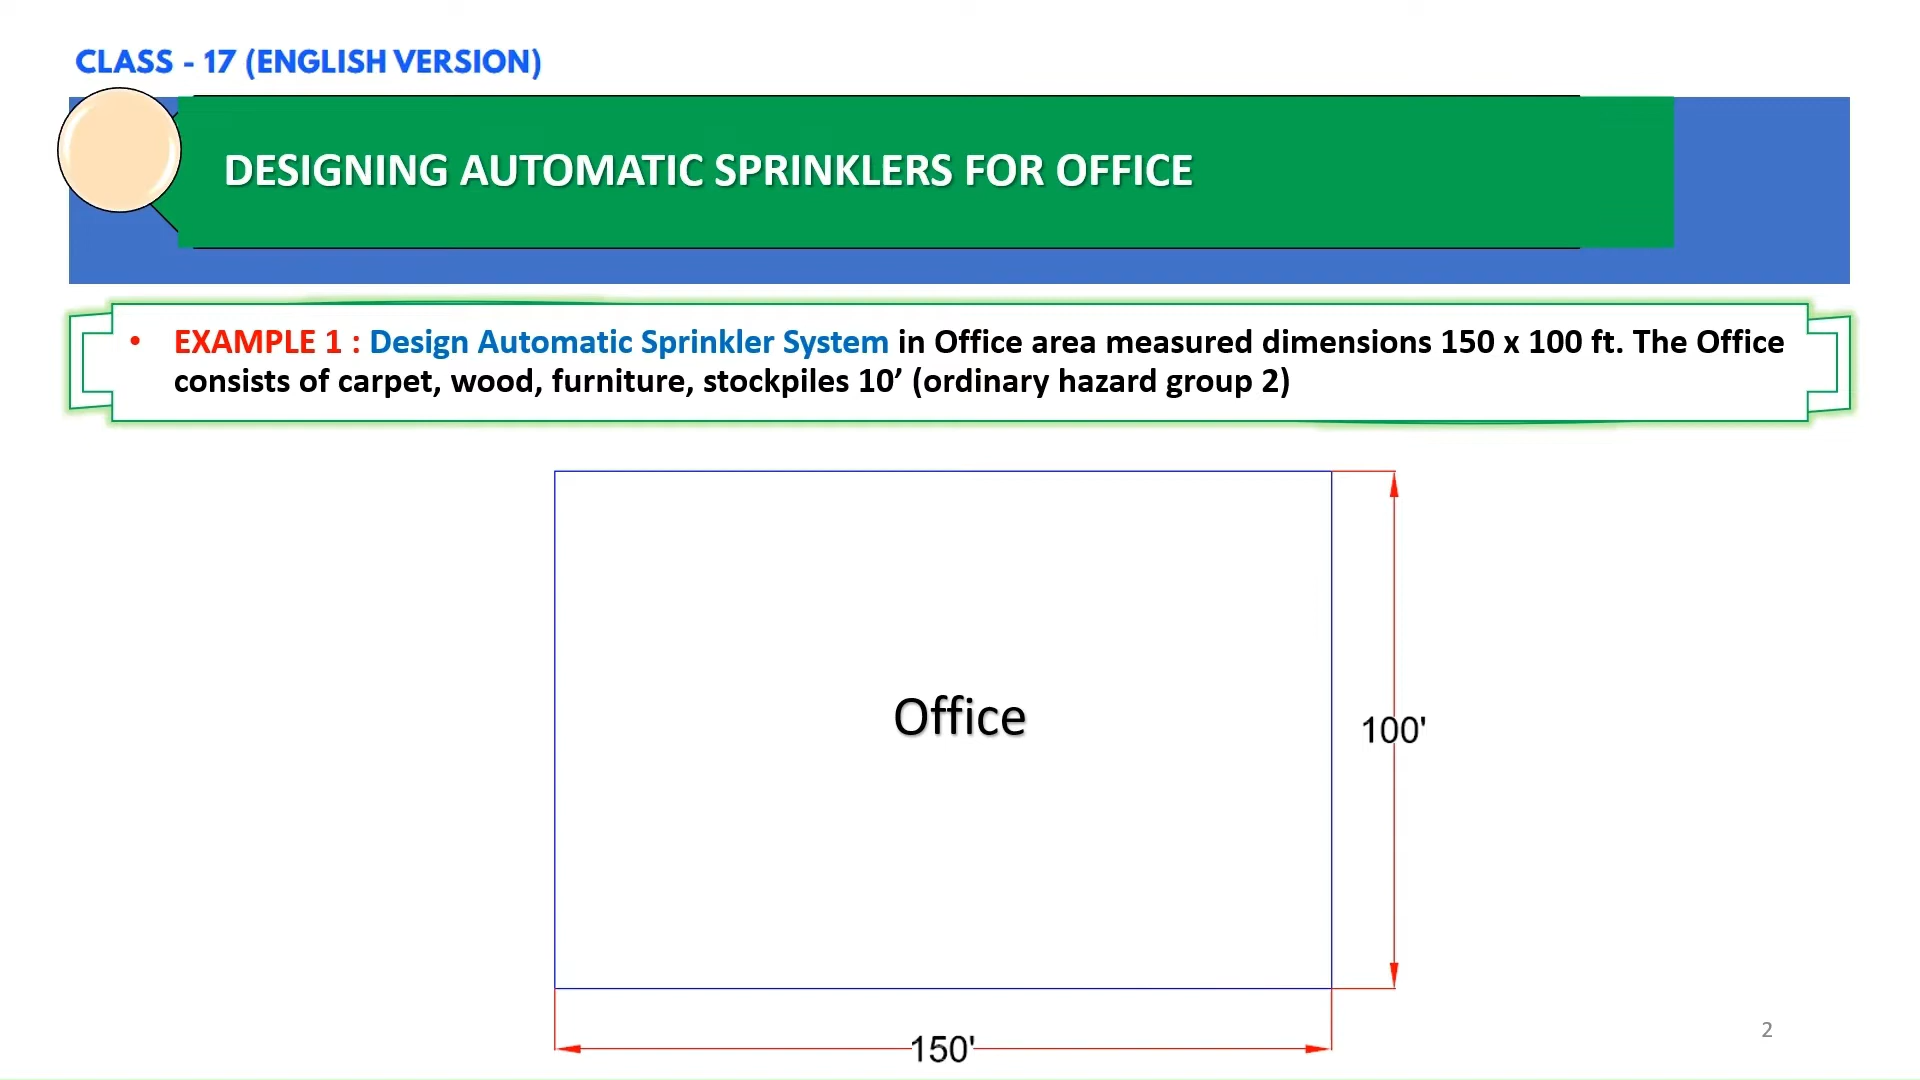 CLASS - 17 (ENGLISH VERSION)
DESIGNING AUTOMATIC SPRINKLERS FOR OFFICE
• EXAMPLE 1 : Design Automatic Sprinkler System in Office area measured dimensions 150 x 100 ft. The Office
consists of carpet, wood, furniture, stockpiles 10’ (ordinary hazard group 2)
Office
100'
150'
2